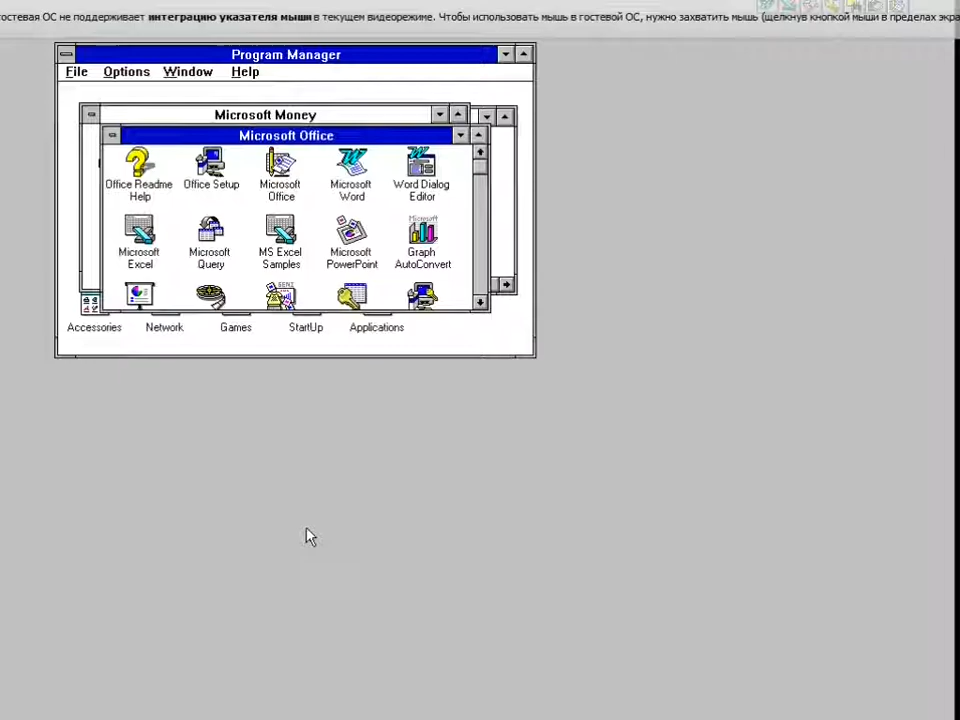 гостевая ОС не поддерживает интеграцию указателя мыши в текущем видеорежиме. Чтобы использовать мышь в гостевой ОС, нужно захватить мышь (щелкнув кнопкой мыши в пределах экра
Program Manager
File Options Window Help
Microsoft Money
Microsoft Office
Office Readme Help
Office Setup
Microsoft Office
Microsoft Word
Word Dialog Editor
Microsoft Excel
Microsoft Query
MS Excel Samples
Microsoft PowerPoint
Microsoft
Graph AutoConvert
Accessories Network Games StartUp Applications